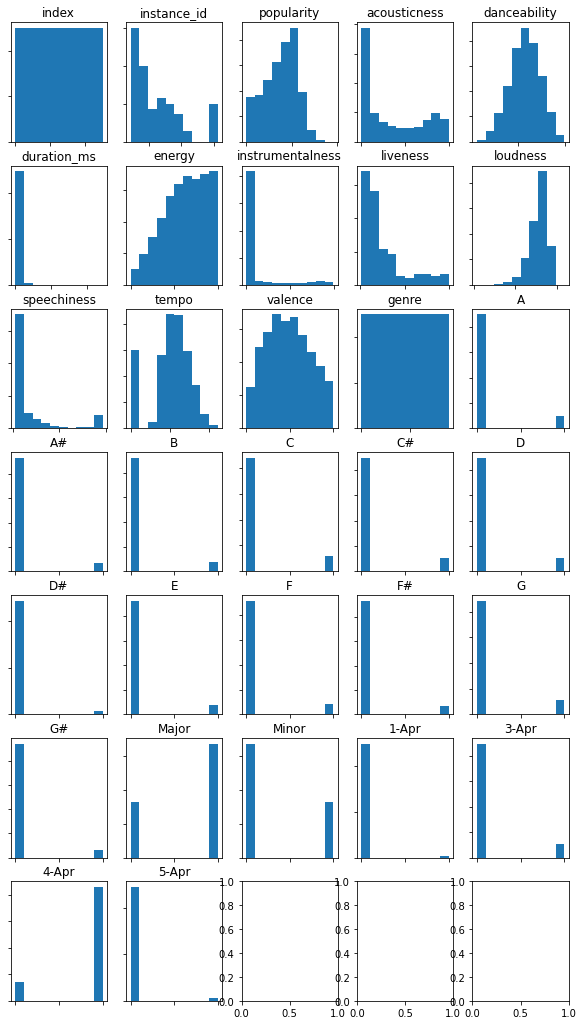 index instance_id popularity acousticness danceability
duration_ms energy instrumentalness liveness loudness
speechiness tempo valence genre A
A# B C C# D
D# E F F# G
G# Major Minor 1-Apr 3-Apr
4-Apr 5-Apr
1.0 1.0 1.0
0.8 0.8 0.8
0.6 0.6 0.6
0.4 0.4 0.4
0.2 0.2 0.2
0.0 0.0 0.0
0.0 0.5 1.0 0.0 0.5 1.0 0.0 0.5 1.0